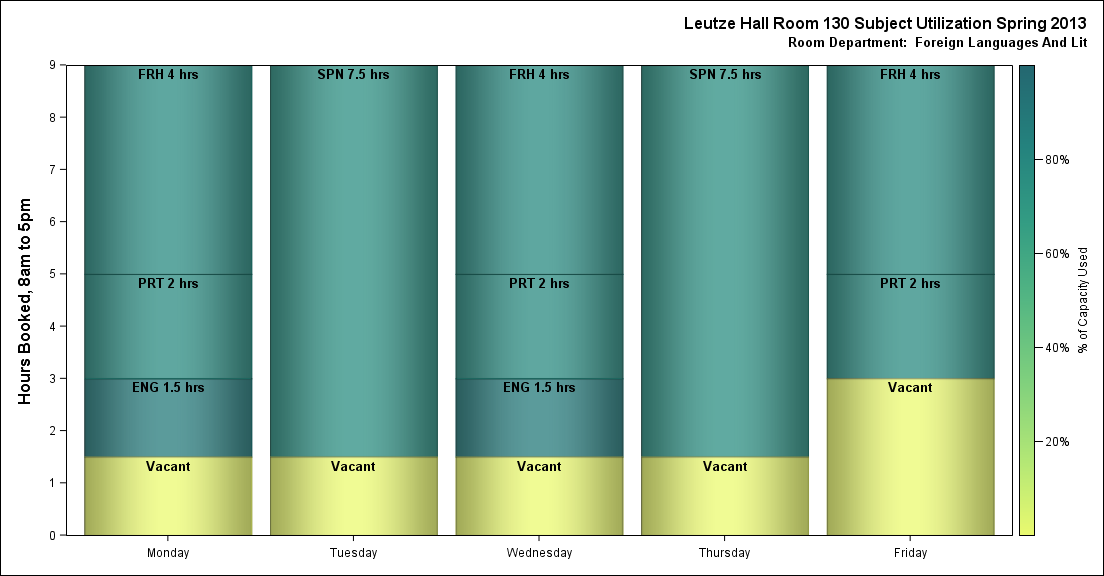 Leutze Hall Room 130 Subject Utilization Spring 2013
Room Department:  Foreign Languages And Lit
Hours Booked, 8am to 5pm
9
8
7
6
5
4
3
2
1
0
FRH 4 hrs
PRT 2 hrs
ENG 1.5 hrs
Vacant
Monday
SPN 7.5 hrs
Vacant
Tuesday
FRH 4 hrs
PRT 2 hrs
ENG 1.5 hrs
Vacant
Wednesday
SPN 7.5 hrs
Vacant
Thursday
FRH 4 hrs
PRT 2 hrs
Vacant
Friday
80%
60%
40%
20%
% of Capacity Used